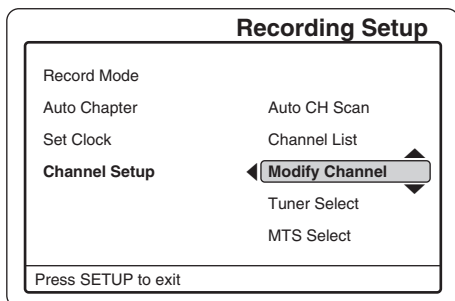 Recording Setup
Record Mode
Auto Chapter
Auto CH Scan
Set Clock
Channel List
Channel Setup
Modify Channel
Tuner Select
MTS Select
Press SETUP to exit